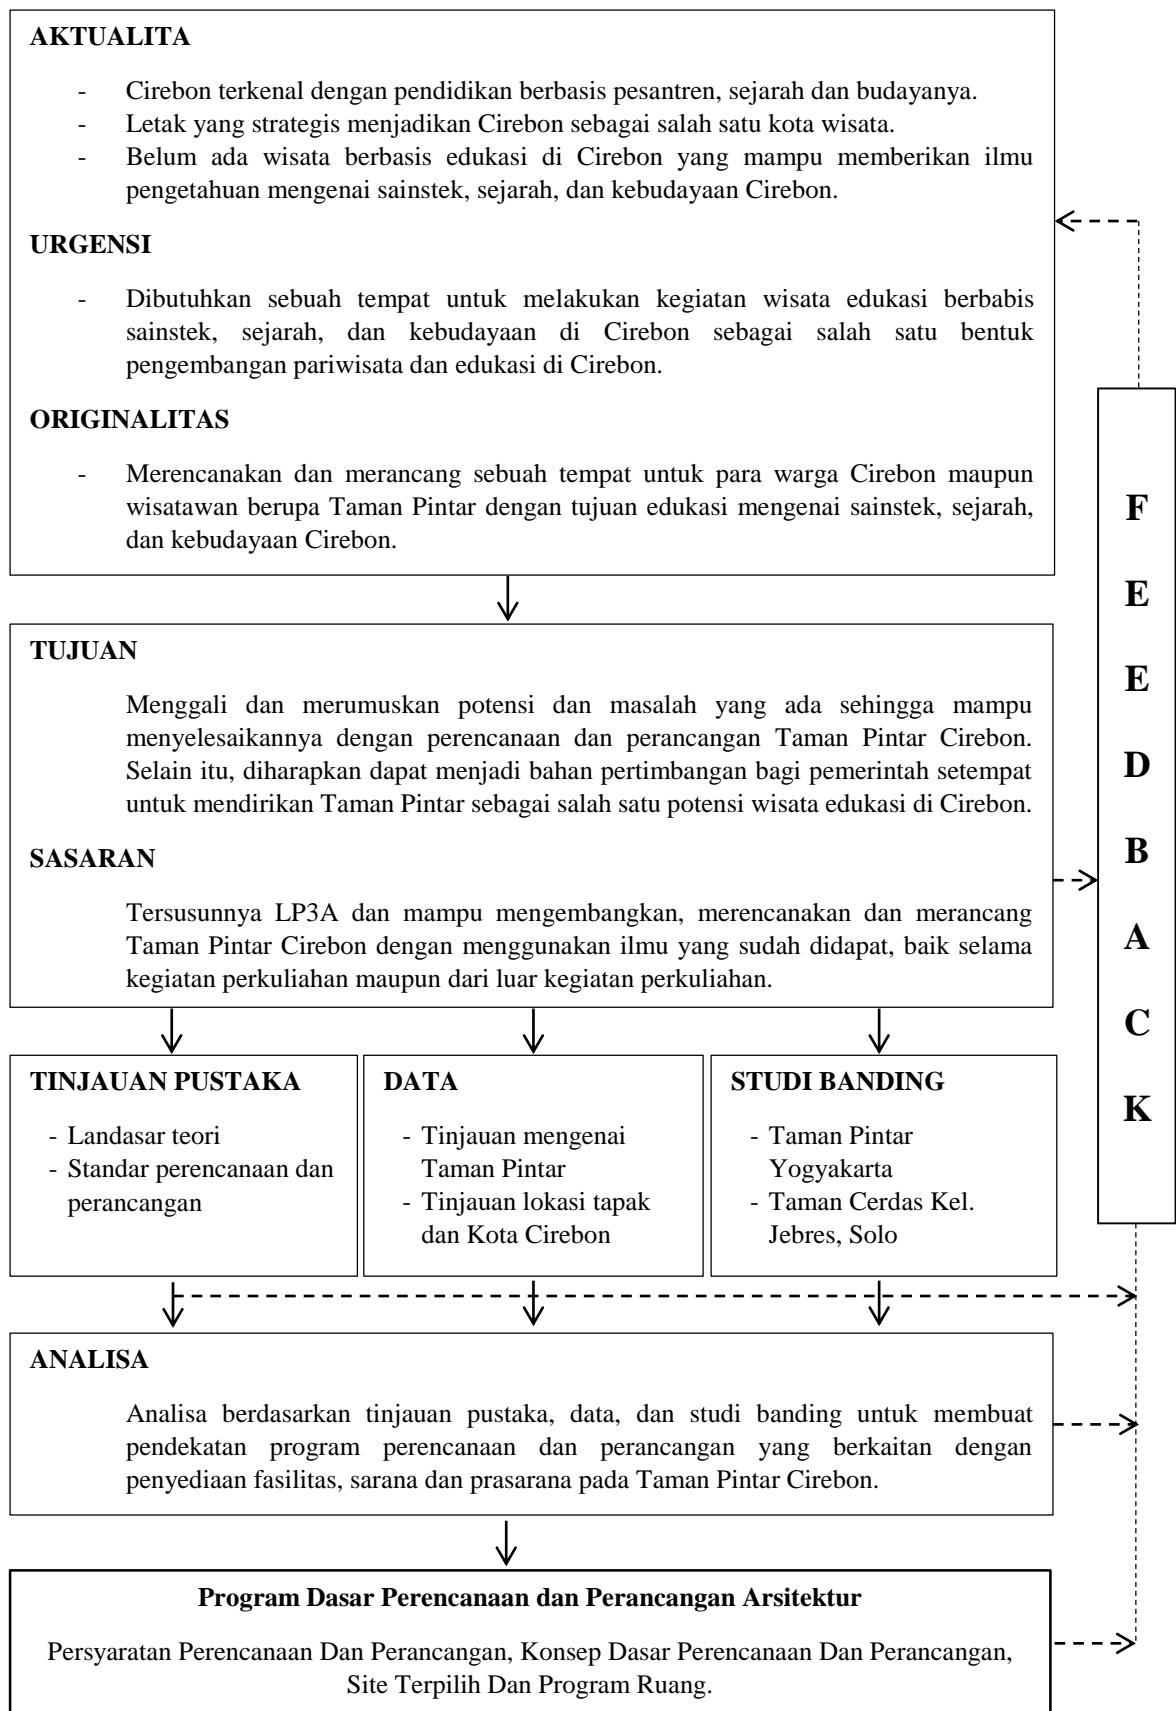 AKTUALITA
- Cirebon terkenal dengan pendidikan berbasis pesantren, sejarah dan budayanya.
- Letak yang strategis menjadikan Cirebon sebagai salah satu kota wisata.
- Belum ada wisata berbasis edukasi di Cirebon yang mampu memberikan ilmu
pengetahuan mengenai sainstek, sejarah, dan kebudayaan Cirebon.
URGENSI
- Dibutuhkan sebuah tempat untuk melakukan kegiatan wisata edukasi berbabis
sainstek, sejarah, dan kebudayaan di Cirebon sebagai salah satu bentuk
pengembangan pariwisata dan edukasi di Cirebon.
ORIGINALITAS
- Merencanakan dan merancang sebuah tempat untuk para warga Cirebon maupun
wisatawan berupa Taman Pintar dengan tujuan edukasi mengenai sainstek, sejarah,
dan kebudayaan Cirebon.
TUJUAN
Menggali dan merumuskan potensi dan masalah yang ada sehingga mampu
menyelesaikannya dengan perencanaan dan perancangan Taman Pintar Cirebon.
Selain itu, diharapkan dapat menjadi bahan pertimbangan bagi pemerintah setempat
untuk mendirikan Taman Pintar sebagai salah satu potensi wisata edukasi di Cirebon.
SASARAN
Tersusunnya LP3A dan mampu mengembangkan, merencanakan dan merancang
Taman Pintar Cirebon dengan menggunakan ilmu yang sudah didapat, baik selama
kegiatan perkuliahan maupun dari luar kegiatan perkuliahan.
TINJAUAN PUSTAKA
- Landasar teori
- Standar perencanaan dan
perancangan
DATA
- Tinjauan mengenai
Taman Pintar
- Tinjauan lokasi tapak
dan Kota Cirebon
STUDI BANDING
- Taman Pintar
Yogyakarta
- Taman Cerdas Kel.
Jebres, Solo
ANALISA
Analisa berdasarkan tinjauan pustaka, data, dan studi banding untuk membuat
pendekatan program perencanaan dan perancangan yang berkaitan dengan
penyediaan fasilitas, sarana dan prasarana pada Taman Pintar Cirebon.
Program Dasar Perencanaan dan Perancangan Arsitektur
Persyaratan Perencanaan Dan Perancangan, Konsep Dasar Perencanaan Dan Perancangan,
Site Terpilih Dan Program Ruang.
F
E
E
D
B
A
C
K